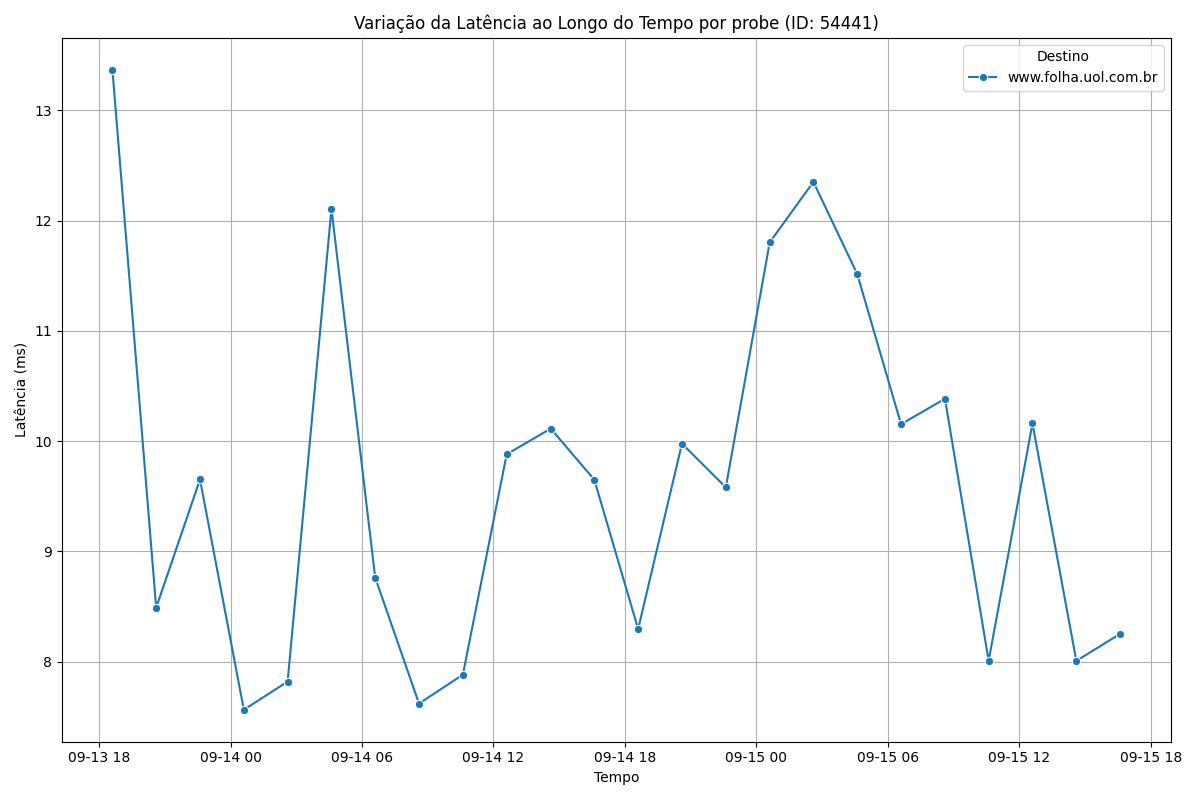 Variação da Latência ao Longo do Tempo por probe (ID: 54441)
Destino
www.folha.uol.com.br
Latência (ms)
13
12
11
10
9
8
09-13 18 09-14 00 09-14 06 09-14 12 09-14 18 09-15 00 09-15 06 09-15 12 09-15 18
Tempo